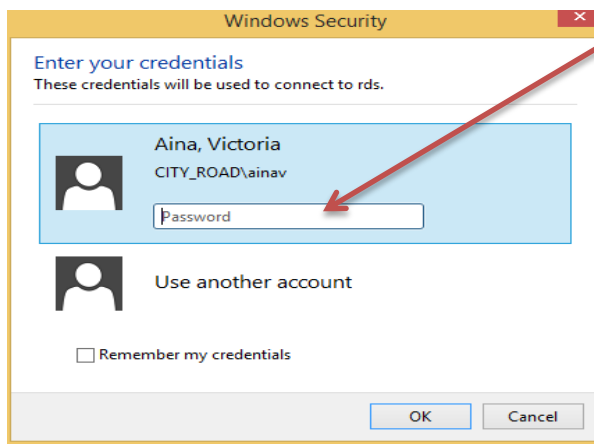 Windows Security
Enter your credentials
These credentials will be used to connect to rds.
Aina, Victoria
CITY_ROAD\ainav
Password
Use another account
Remember my credentials
OK
Cancel